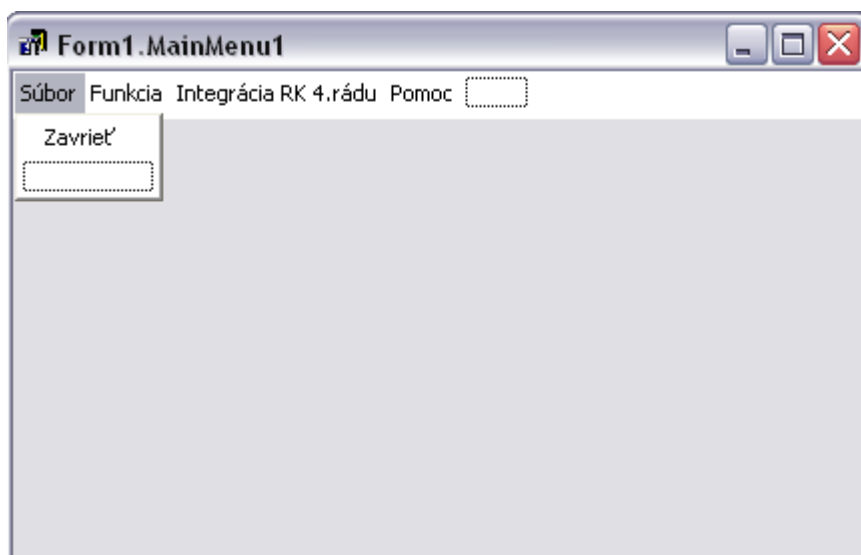 Form1.MainMenu1
Súbor Funkcia Integrácia RK 4.rádu Pomoc
Zavrieť